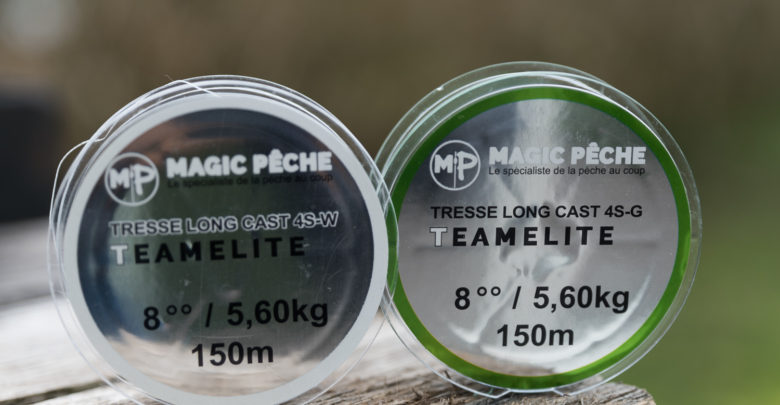 MP MAGIC PÊCHE
Le spécialiste de la pêche au coup
TRESSE LONG CAST 4S-W
TEAMELITE
8°° / 5,60kg
150m
MP MAGIC PÊCHE
Le spécialiste de la pêche au coup
TRESSE LONG CAST 4S-G
TEAMELITE
8°° / 5,60kg
150m